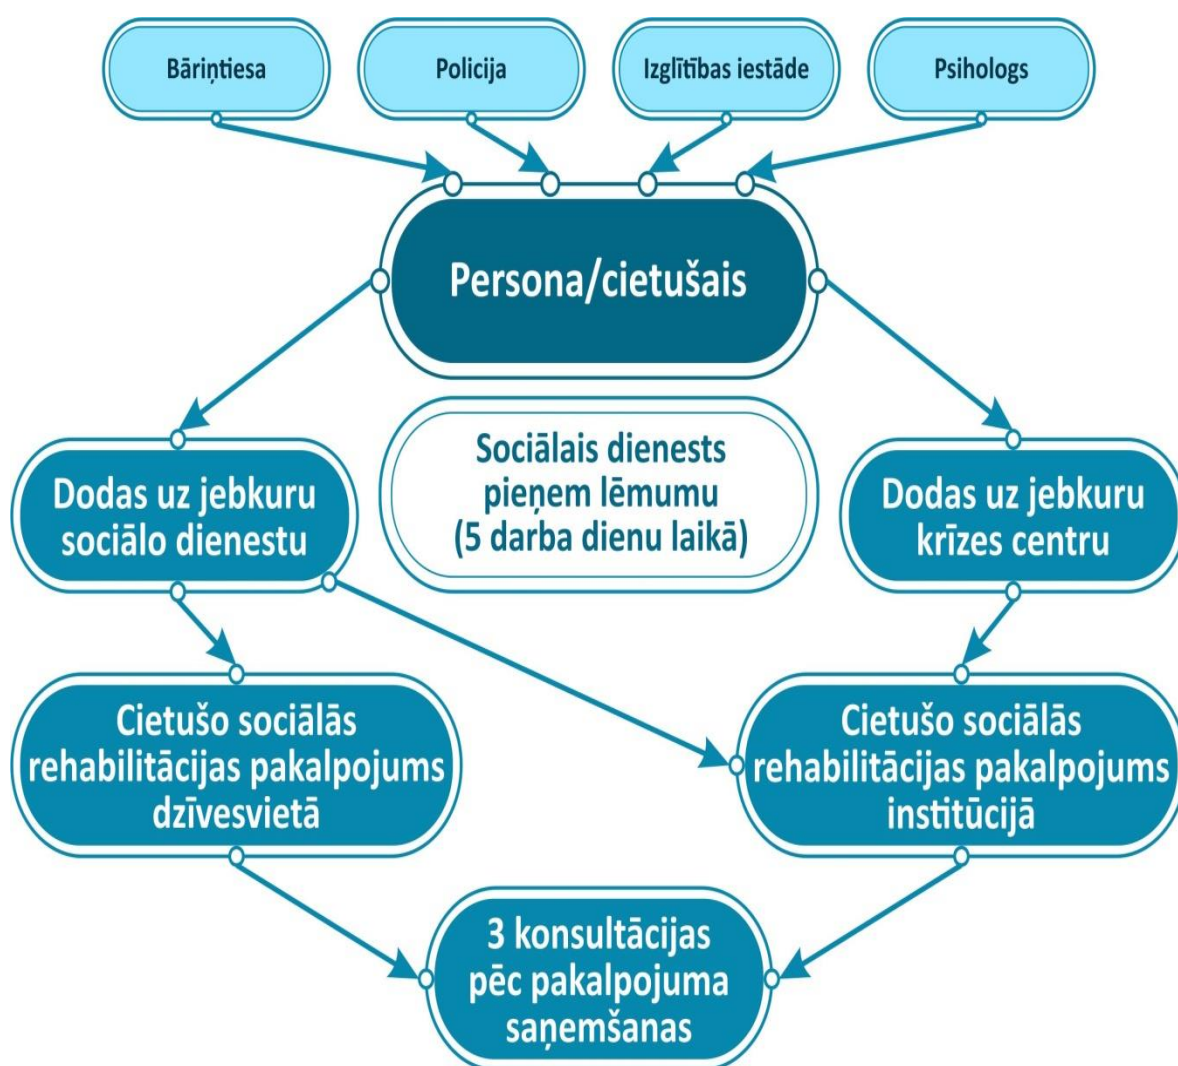 Bāriņtiesa
Policija
Izglītības iestāde
Psihologs
Persona/cietušais
Sociālais dienests
pieņem lēmumu
(5 darba dienu laikā)
Dodas uz jebkuru
sociālo dienestu
Dodas uz jebkuru
krīzes centru
Cietušo sociālās
rehabilitācijas pakalpojums
dzīvesvietā
Cietušo sociālās
rehabilitācijas pakalpojums
institūcijā
3 konsultācijas
pēc pakalpojuma
saņemšanas